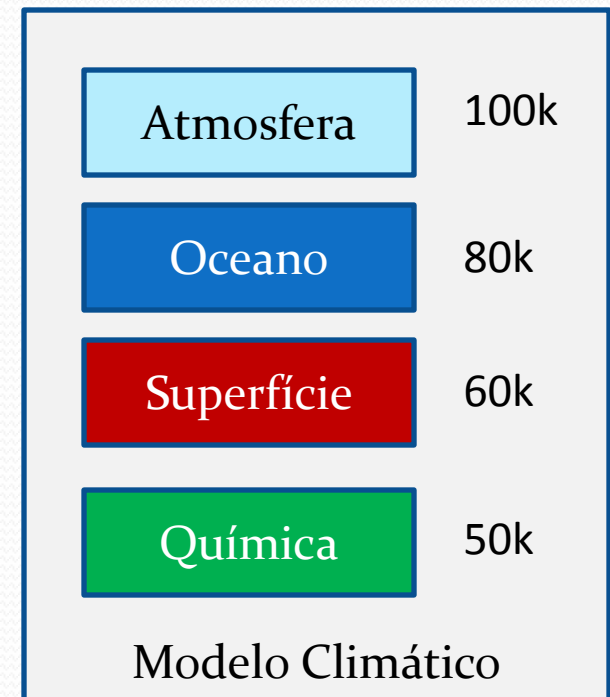 Atmosfera 100k
Oceano 80k
Superfície 60k
Química 50k
Modelo Climático